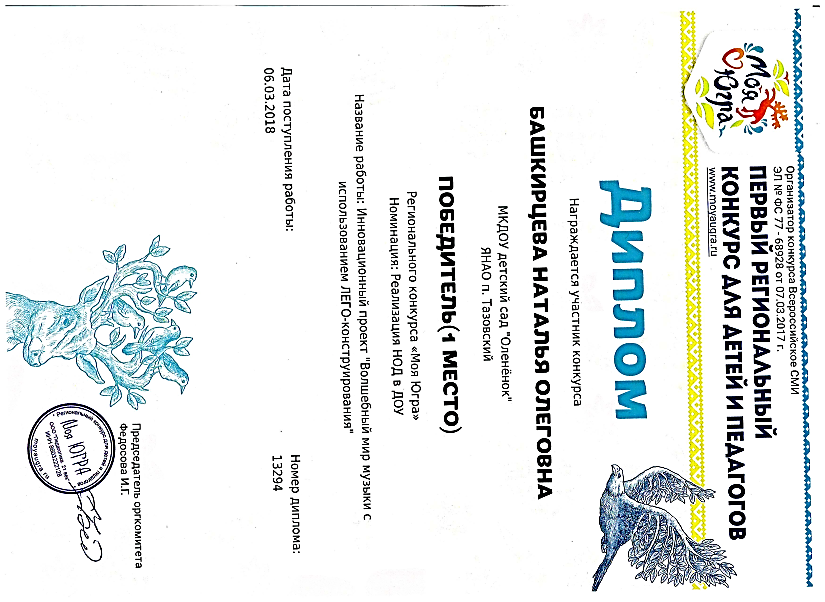 Моя
Югра
Организатор конкурса Всероссийское СМИ
ЭЛ № ФС 77 - 68928 от 07.03.2017 г.
ПЕРВЫЙ РЕГИОНАЛЬНЫЙ
КОНКУРС ДЛЯ ДЕТЕЙ И ПЕДАГОГОВ
www.moyaugra.ru
Диплом
Награждается участник конкурса
БАШКИРЦЕВА НАТАЛЬЯ ОЛЕГОВНА
МКДОУ детский сад "Оленёнок"
ЯНАО п. Тазовский
ПОБЕДИТЕЛЬ(1 МЕСТО)
Регионального конкурса «Моя Югра»
Номинация: Реализация НОД в ДОУ
Название работы: Инновационный проект "Волшебный мир музыки с
использованием ЛЕГО-конструирования"
Дата поступления работы:
06.03.2018
Номер диплома:
13294
Председатель оргкомитета
Федосова И.Г.
Моя ЮГРА
moyaugra.ru